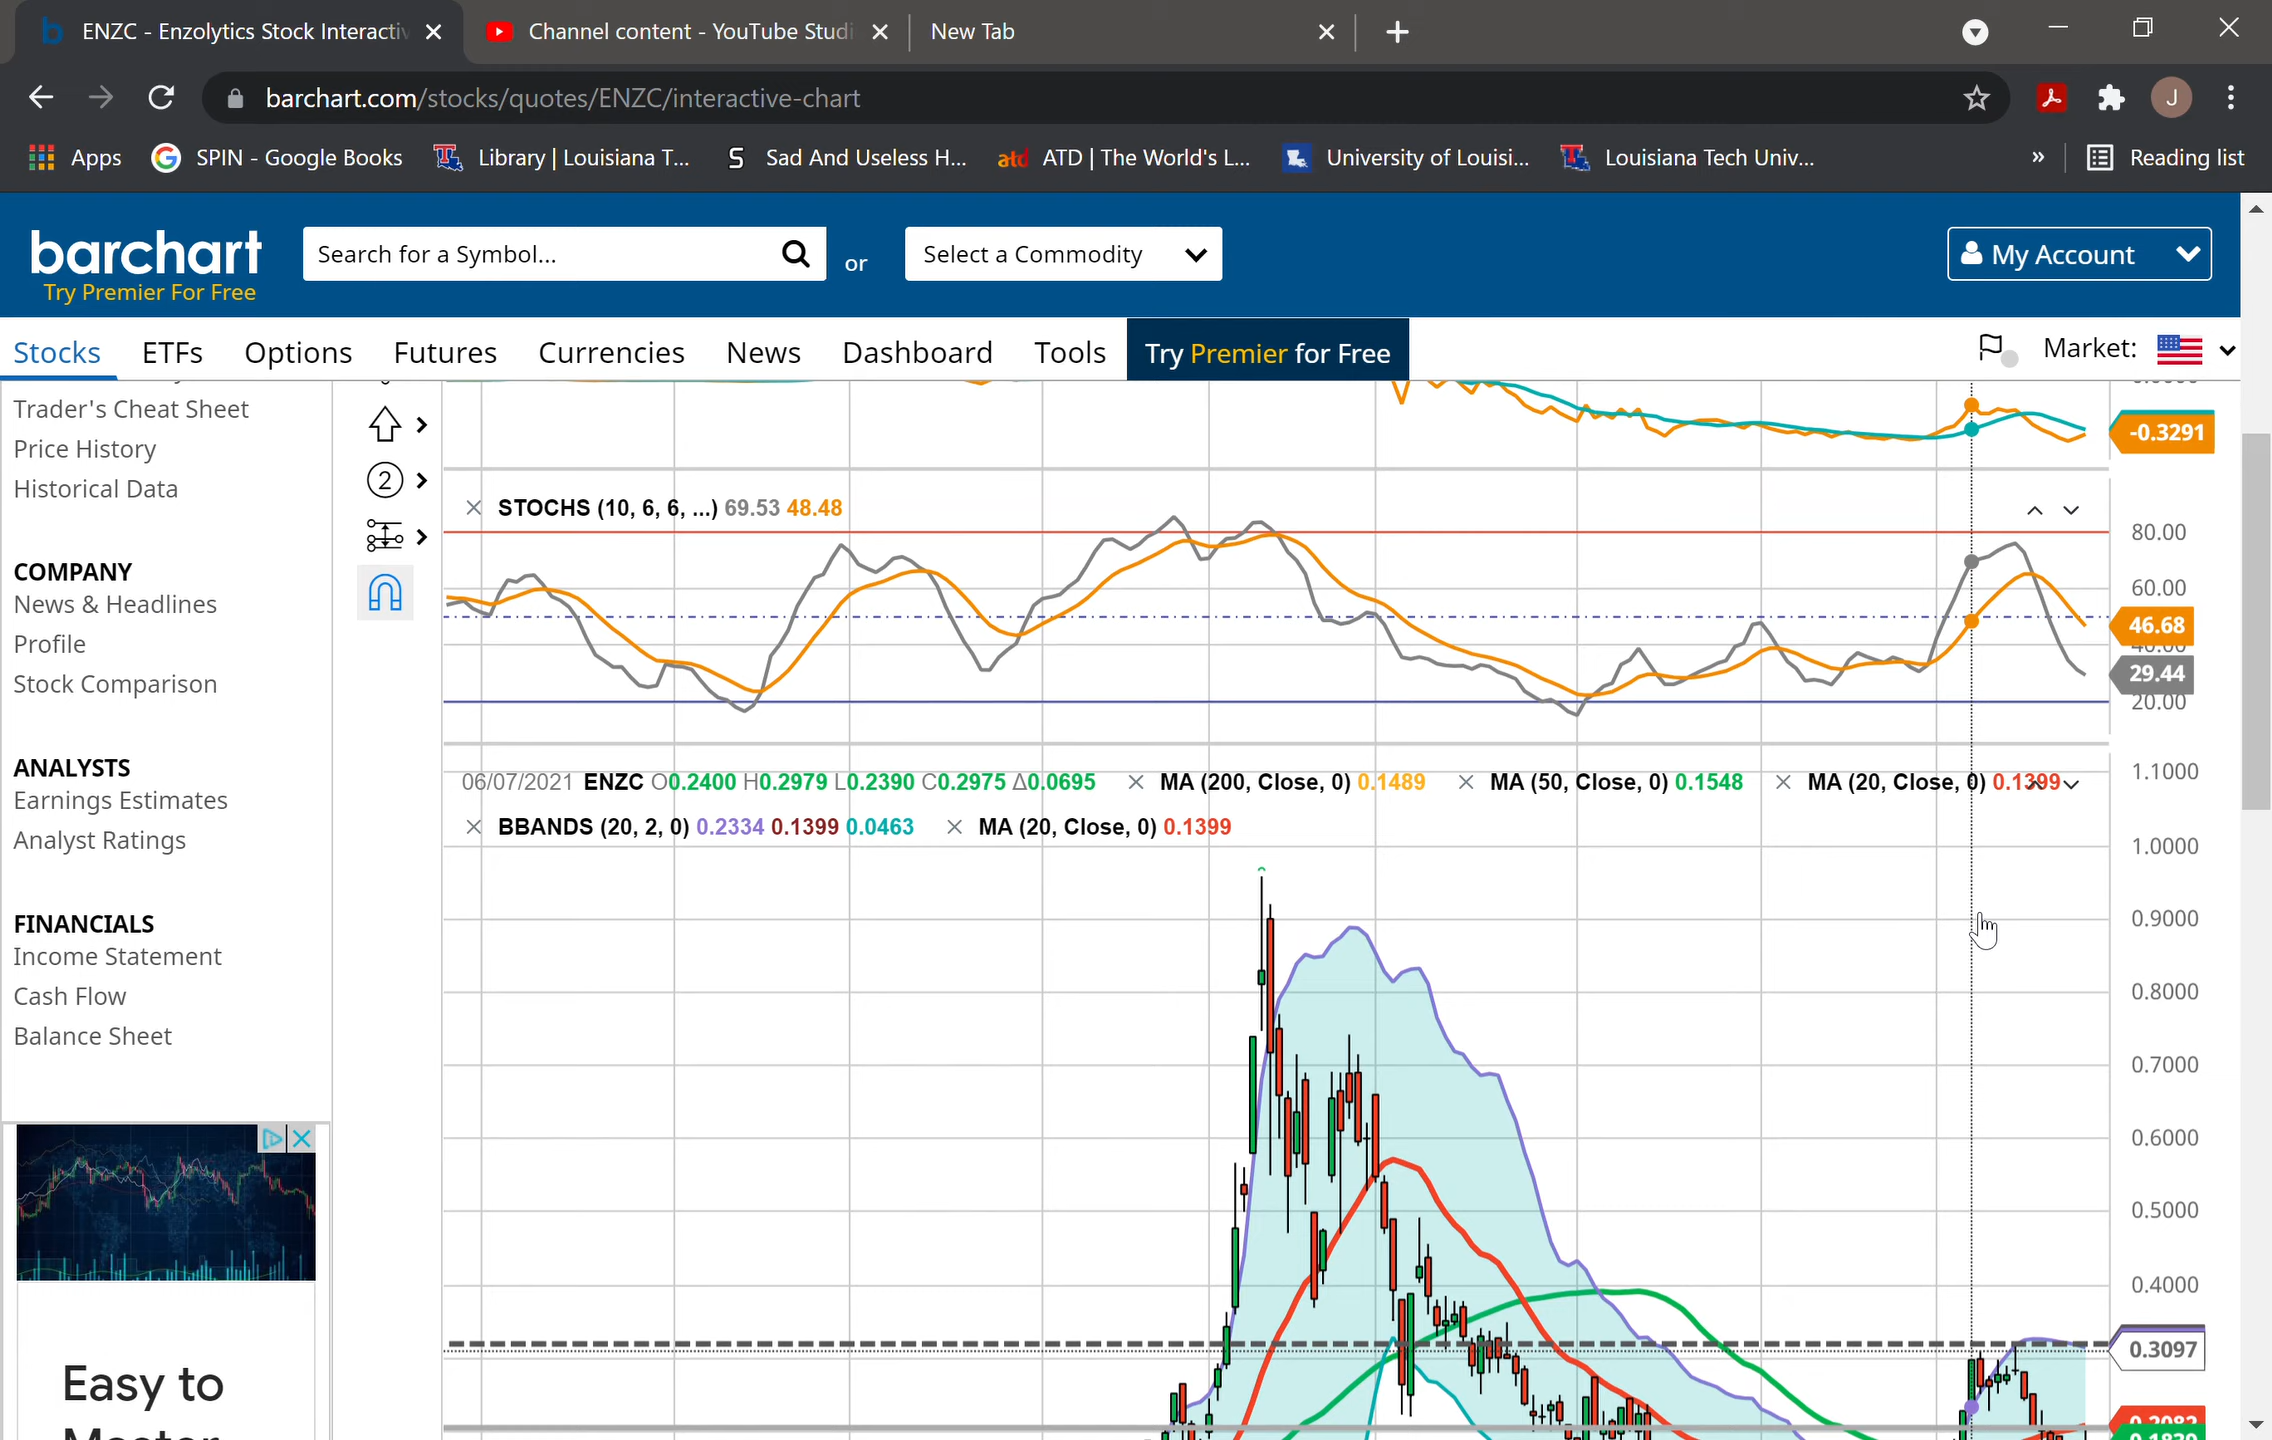 ENZC - Enzolytics Stock Interactiv
Channel content - YouTube Studi
New Tab
barchart.com/stocks/quotes/ENZC/interactive-chart
J
Apps
SPIN - Google Books
Library | Louisiana T...
Sad And Useless H...
ATD | The World's L...
University of Louisi...
Louisiana Tech Univ...
»
Reading list
barchart
Try Premier For Free
Search for a Symbol...
or
Select a Commodity
My Account
Stocks
ETFs
Options
Futures
Currencies
News
Dashboard
Tools
Try Premier for Free
Market:
Trader's Cheat Sheet
Price History
Historical Data
COMPANY
News & Headlines
Profile
Stock Comparison
ANALYSTS
Earnings Estimates
Analyst Ratings
FINANCIALS
Income Statement
Cash Flow
Balance Sheet
Easy to
2
-0.3291
STOCHS (10, 6, 6, ...) 69.53 48.48
80.00
60.00
46.68
29.44
20.00
06/07/2021 ENZC O0.2400 H0.2979 L0.2390 C0.2975 Δ0.0695
MA (200, Close, 0) 0.1489
MA (50, Close, 0) 0.1548
MA (20, Close, 0) 0.1399
BBANDS (20, 2, 0) 0.2334 0.1399 0.0463
MA (20, Close, 0) 0.1399
1.1000
1.0000
0.9000
0.8000
0.7000
0.6000
0.5000
0.4000
0.3097